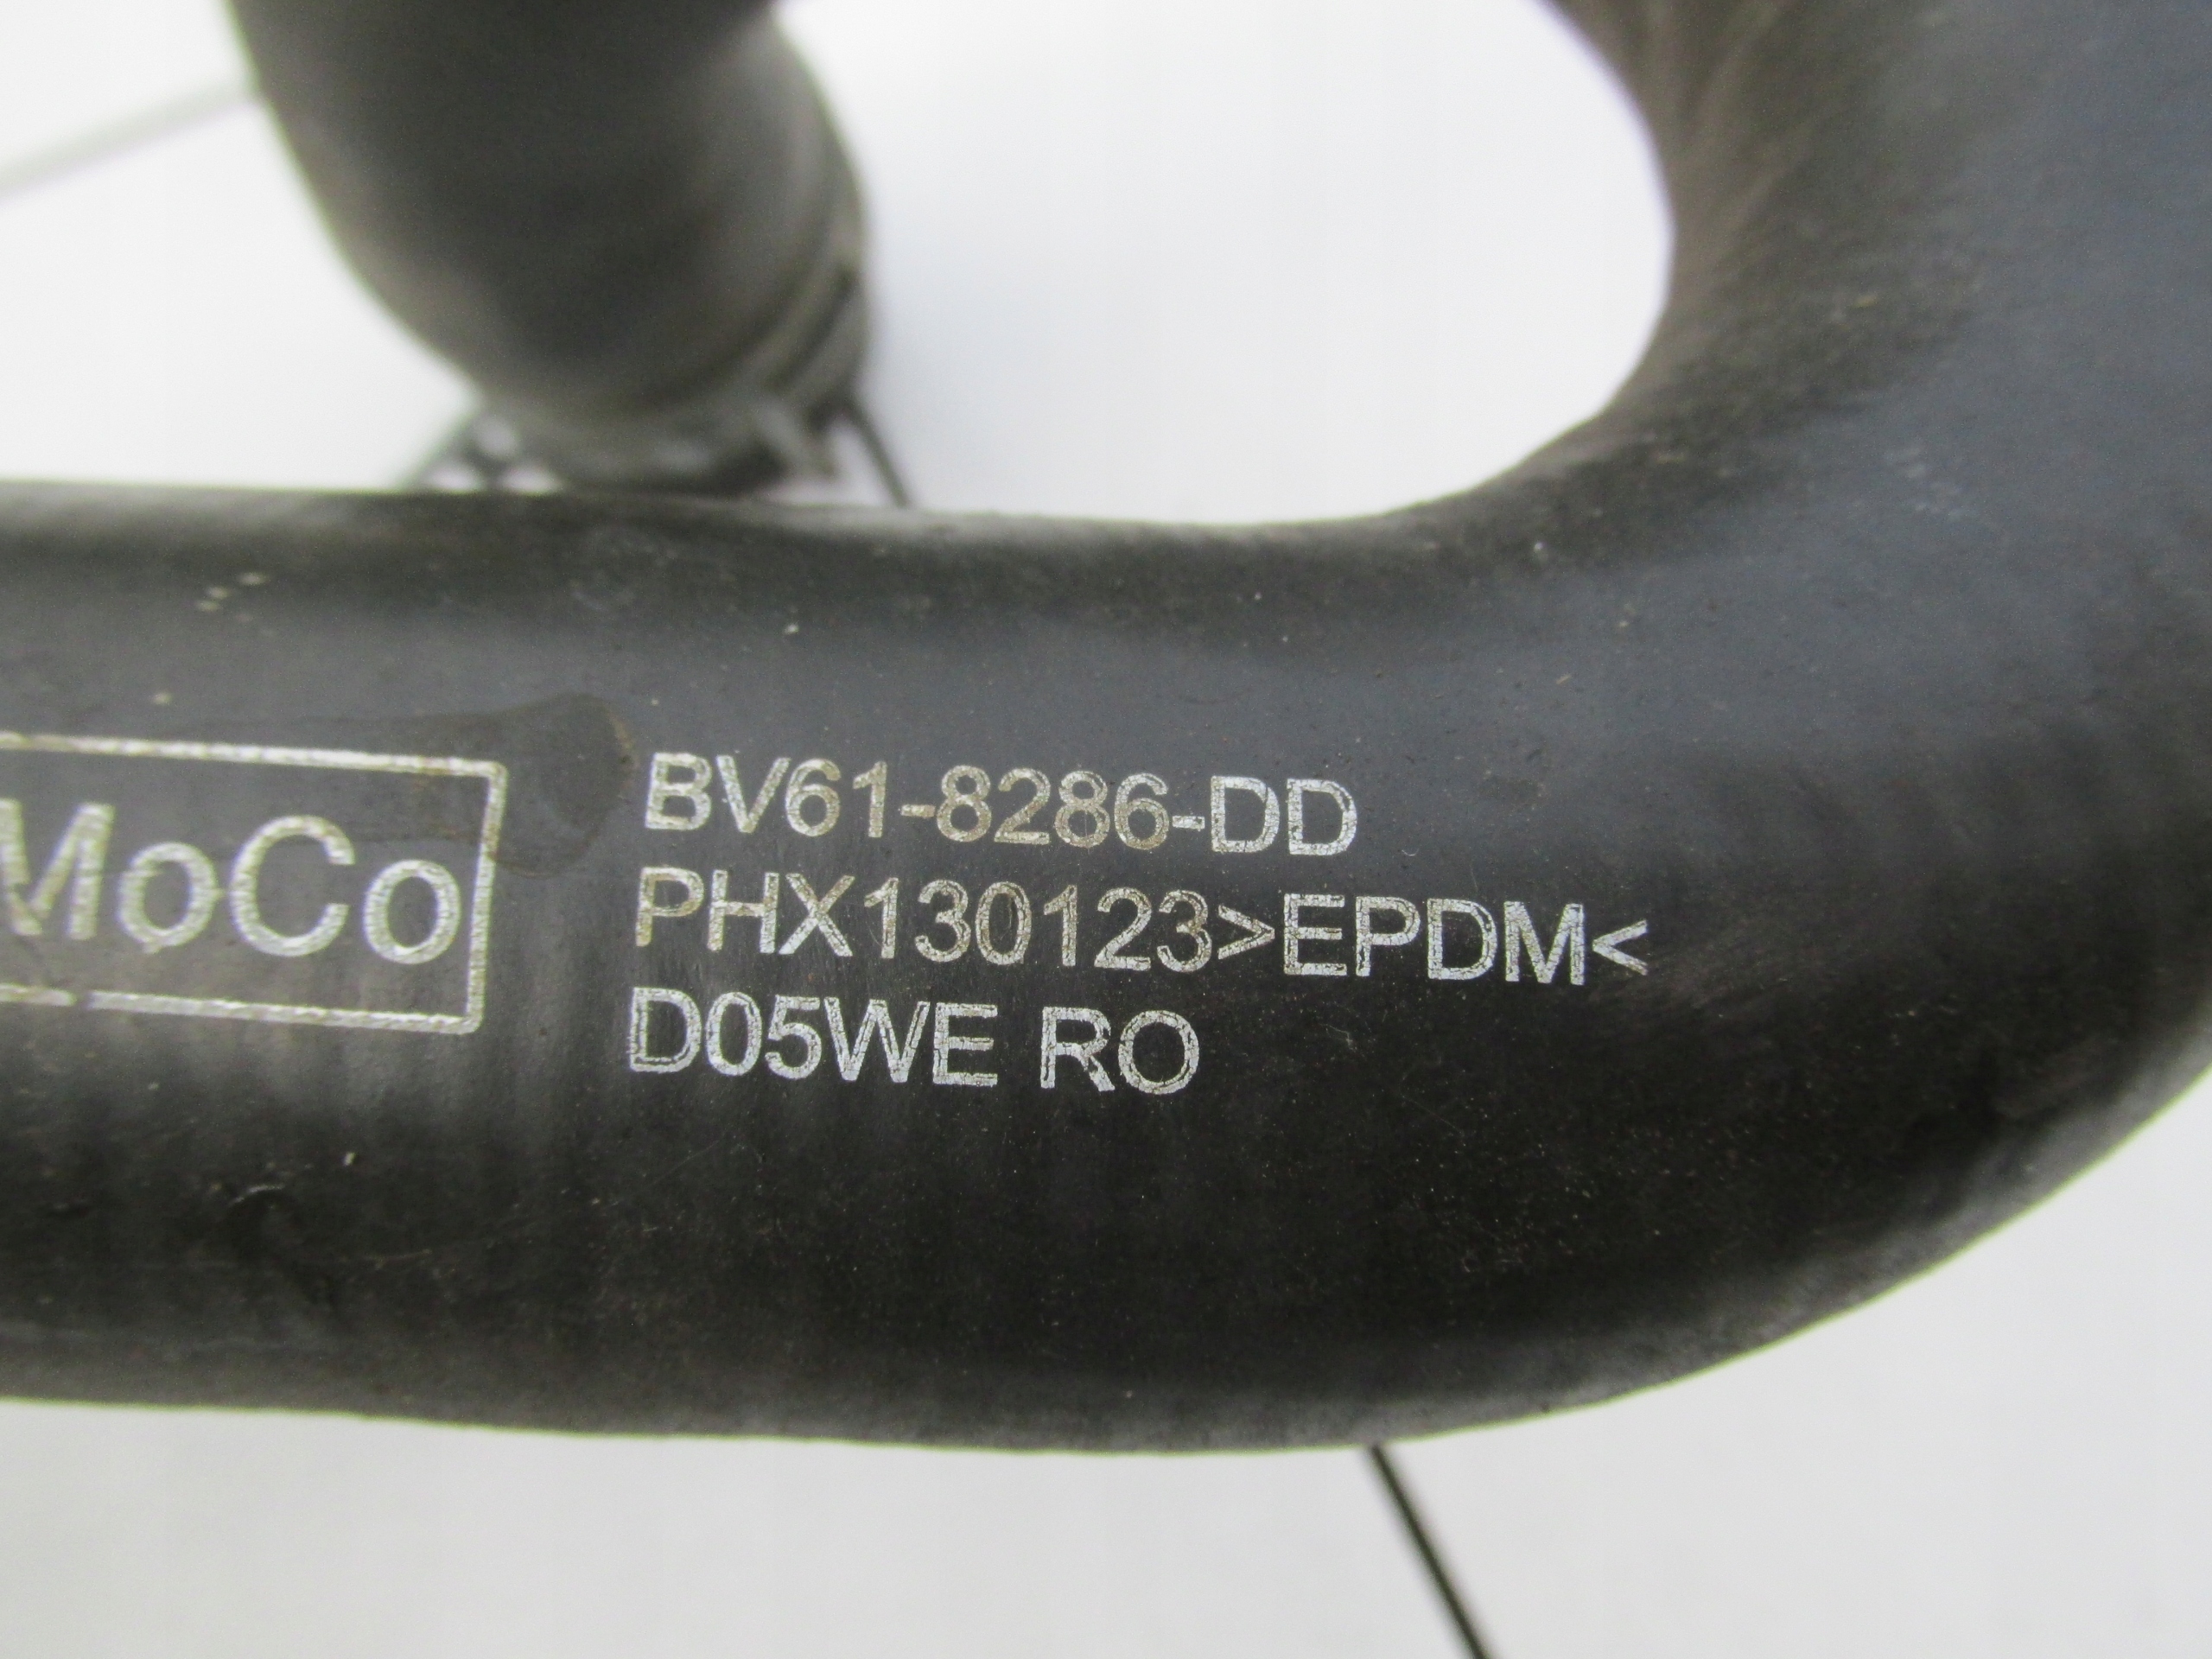 MoCo
BV61-8286-DD
PHX130123>EPDM<
D05WE RO